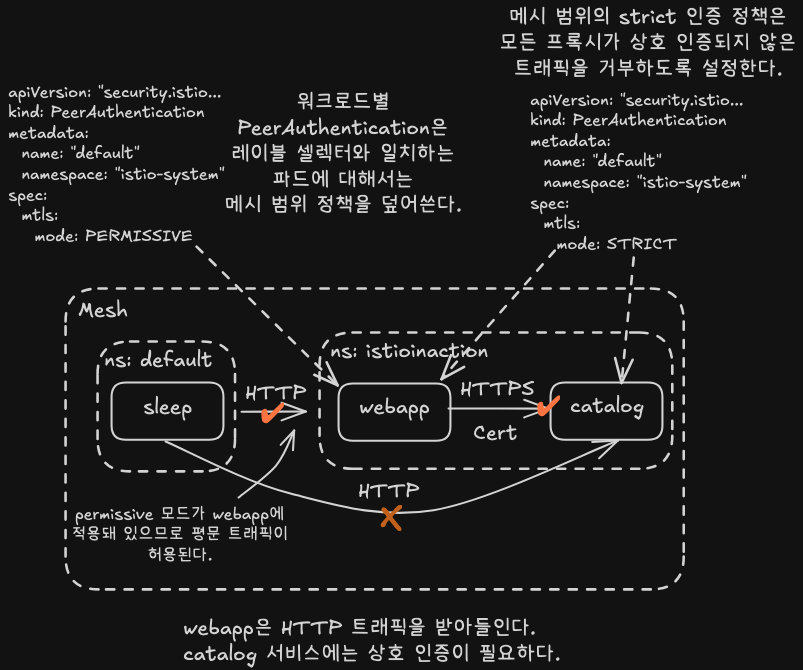 메시 범위의 strict 인증 정책은
모든 프록시가 상호 인증되지 않은
트래픽을 거부하도록 설정한다.
apiVersion: "security.istio...
kind: PeerAuthentication
metadata:
name: "default"
namespace: "istio-system"
spec:
mtls:
mode: PERMISSIVE
워크로드별
PeerAuthentication은
레이블 셀렉터와 일치하는
파드에 대해서는
메시 범위 정책을 덮어쓴다.
apiVersion: "security.istio...
kind: PeerAuthentication
metadata:
name: "default"
namespace: "istio-system"
spec:
mtls:
mode: STRICT
Mesh
ns: default
sleep
HTTP
ns: istioinaction
webapp
HTTPS
Cert
catalog
HTTP
permissive 모드가 webapp에
적용돼 있으므로 평문 트래픽이
허용된다.
webapp은 HTTP 트래픽을 받아들인다.
catalog 서비스에는 상호 인증이 필요하다.